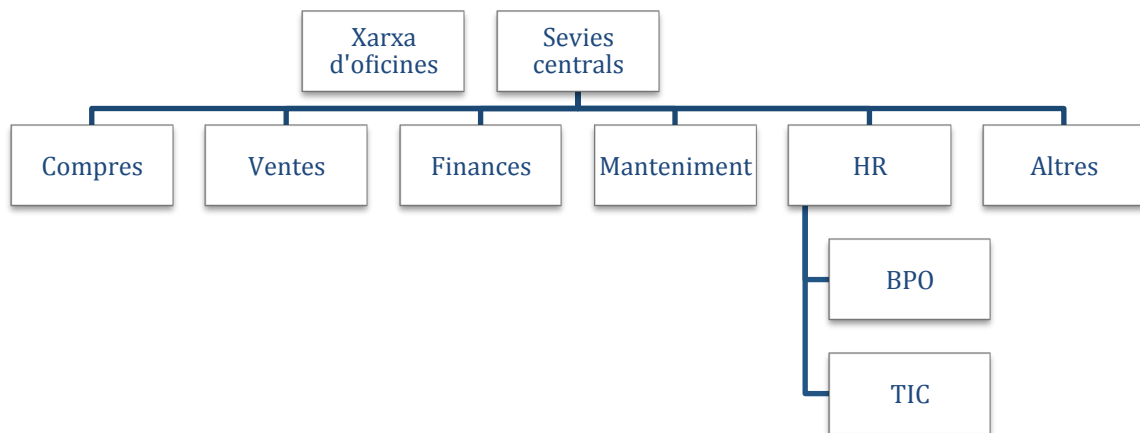 Xarxa
d'oficines
Sevies
centrals
Compres
Ventes
Finances
Manteniment
HR
Altres
BPO
TIC